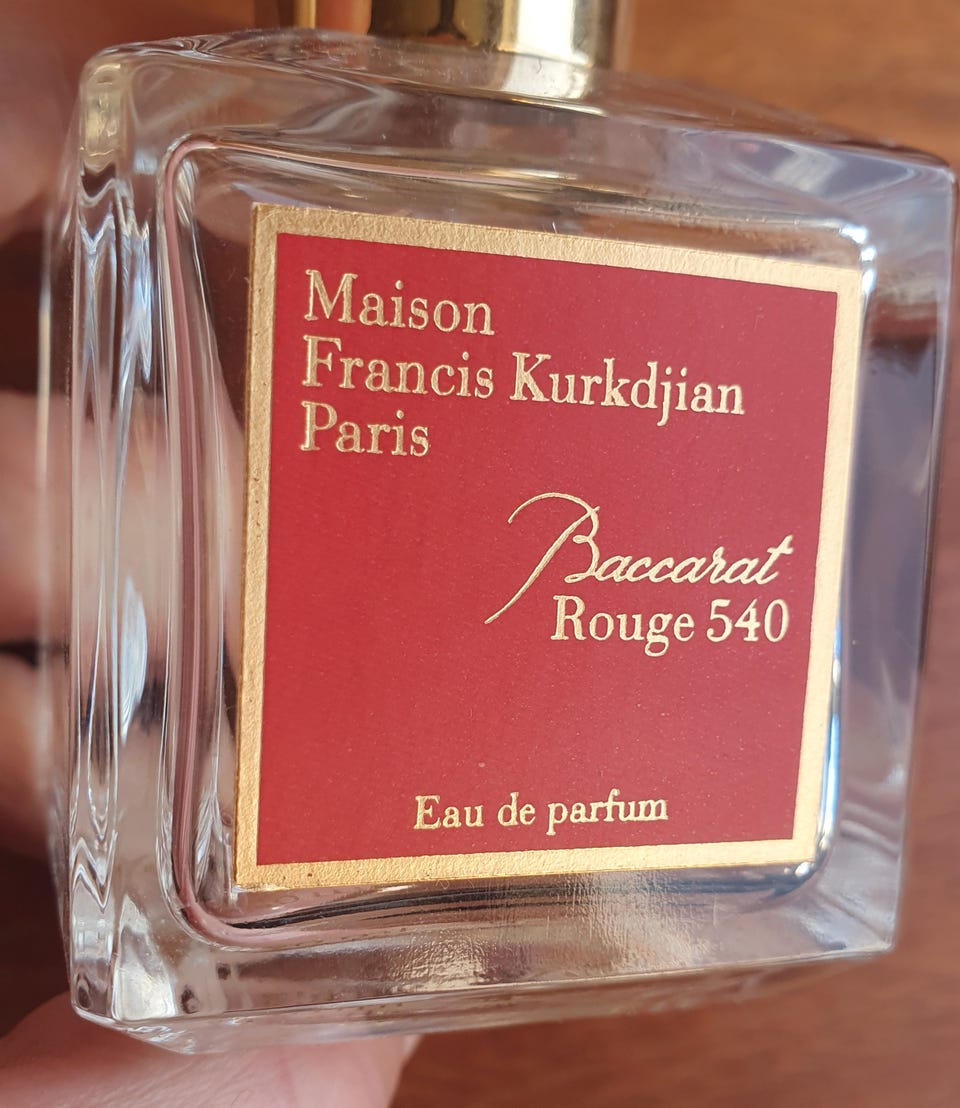 Maison
Francis Kurkdjian
Paris
Baccarat
Rouge 540
Eau de parfum